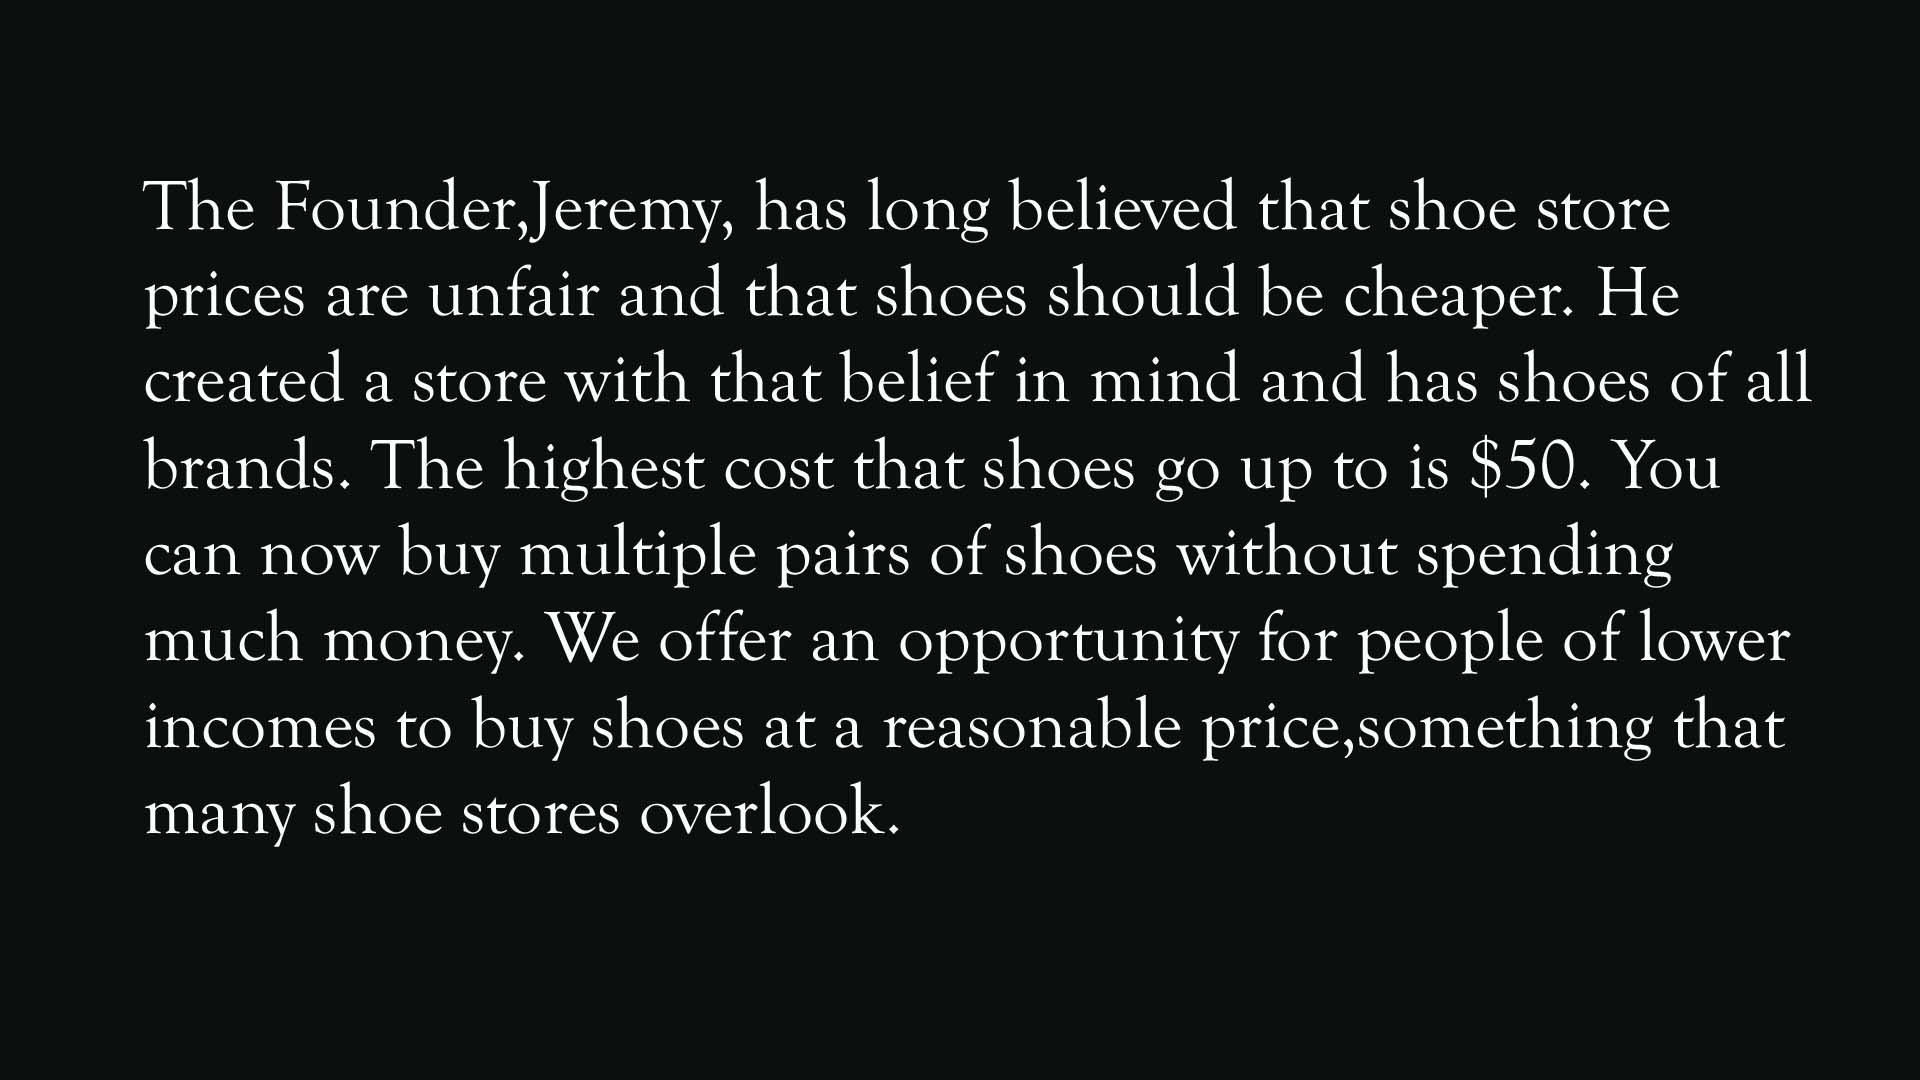 The Founder,Jeremy, has long believed that shoe store
prices are unfair and that shoes should be cheaper. He
created a store with that belief in mind and has shoes of all
brands. The highest cost that shoes go up to is $50. You
can now buy multiple pairs of shoes without spending
much money. We offer an opportunity for people of lower
incomes to buy shoes at a reasonable price,something that
many shoe stores overlook.